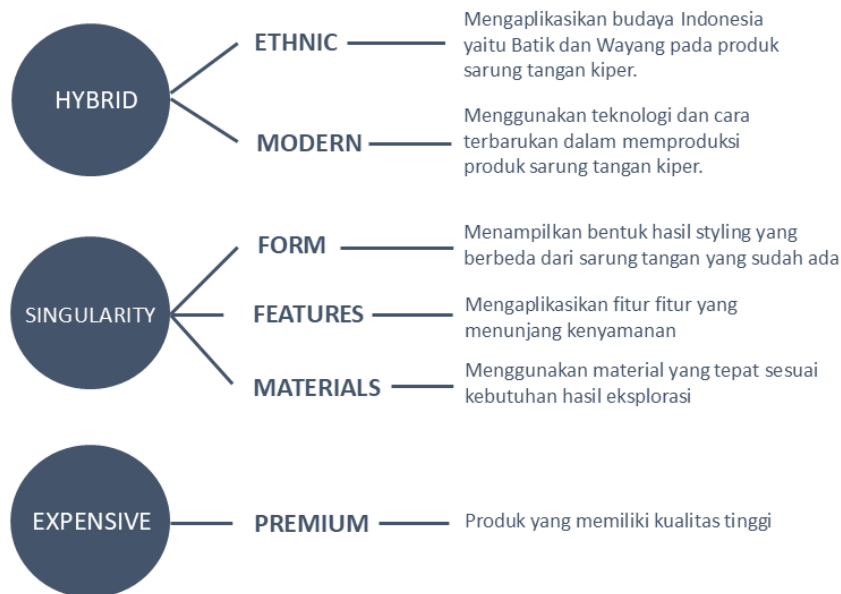 HYBRID
ETHNIC
Mengaplikasikan budaya Indonesia
yaitu Batik dan Wayang pada produk
sarung tangan kiper.
MODERN
Menggunakan teknologi dan cara
terbarukan dalam memproduksi
produk sarung tangan kiper.
SINGULARITY
FORM
Menampilkan bentuk hasil styling yang
berbeda dari sarung tangan yang sudah ada
FEATURES
Mengaplikasikan fitur fitur yang
menunjang kenyamanan
MATERIALS
Menggunakan material yang tepat sesuai
kebutuhan hasil eksplorasi
EXPENSIVE
PREMIUM
Produk yang memiliki kualitas tinggi